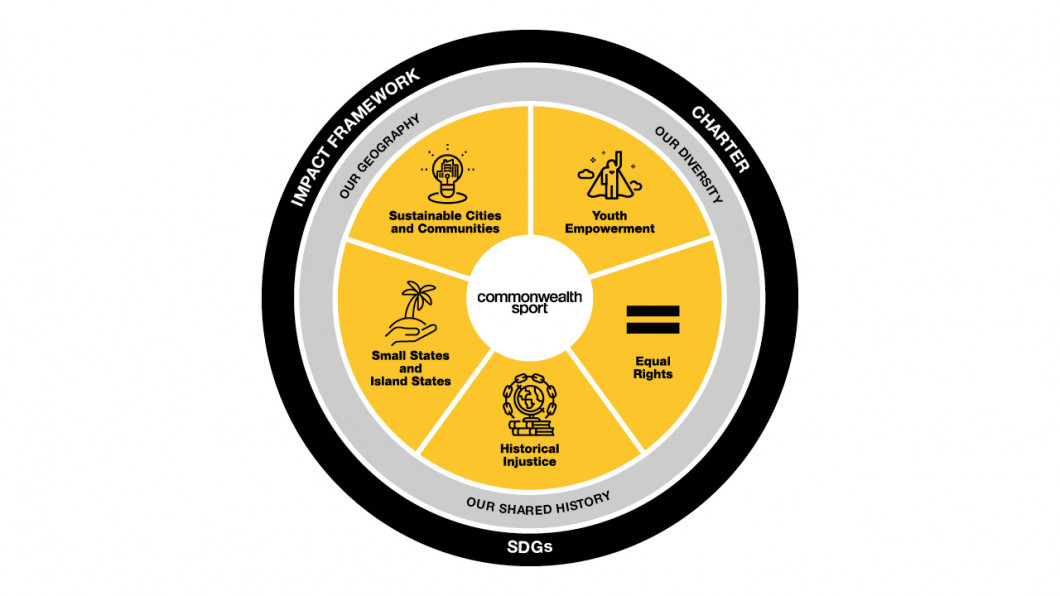 IMPACT FRAMEWORK
CHARTER
OUR GEOGRAPHY
OUR DIVERSITY
Sustainable Cities
and Communities
Youth
Empowerment
commonwealth
sport
Small States
and
Island States
Equal
Rights
Historical
Injustice
OUR SHARED HISTORY
SDGs